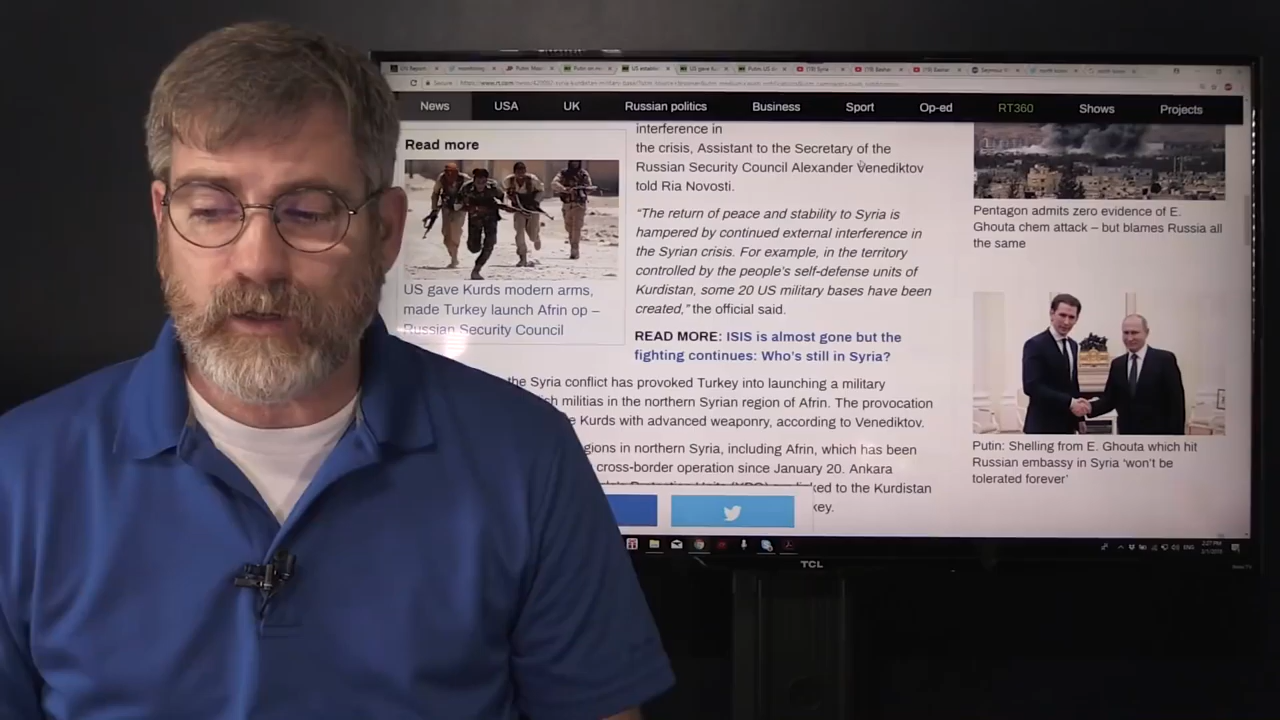 News USA UK Russian politics Business Sport Op-ed RT360 Shows Projects
Read more
US gave Kurds modern arms,
made Turkey launch Afrin op –
Russian Security Council
interference in
the crisis, Assistant to the Secretary of the
Russian Security Council Alexander Venediktov
told Ria Novosti.
“The return of peace and stability to Syria is
hampered by continued external interference in
the Syrian crisis. For example, in the territory
controlled by the people’s self-defense units of
Kurdistan, some 20 US military bases have been
created,” the official said.
READ MORE: ISIS is almost gone but the
fighting continues: Who’s still in Syria?
the Syria conflict has provoked Turkey into launching a military
militias in the northern Syrian region of Afrin. The provocation
Kurds with advanced weaponry, according to Venediktov.
in northern Syria, including Afrin, which has been
cross-border operation since January 20. Ankara
to the Kurdistan
Pentagon admits zero evidence of E.
Ghouta chem attack – but blames Russia all
the same
Putin: Shelling from E. Ghouta which hit
Russian embassy in Syria ‘won’t be
tolerated forever’
2:27 PM
TCL